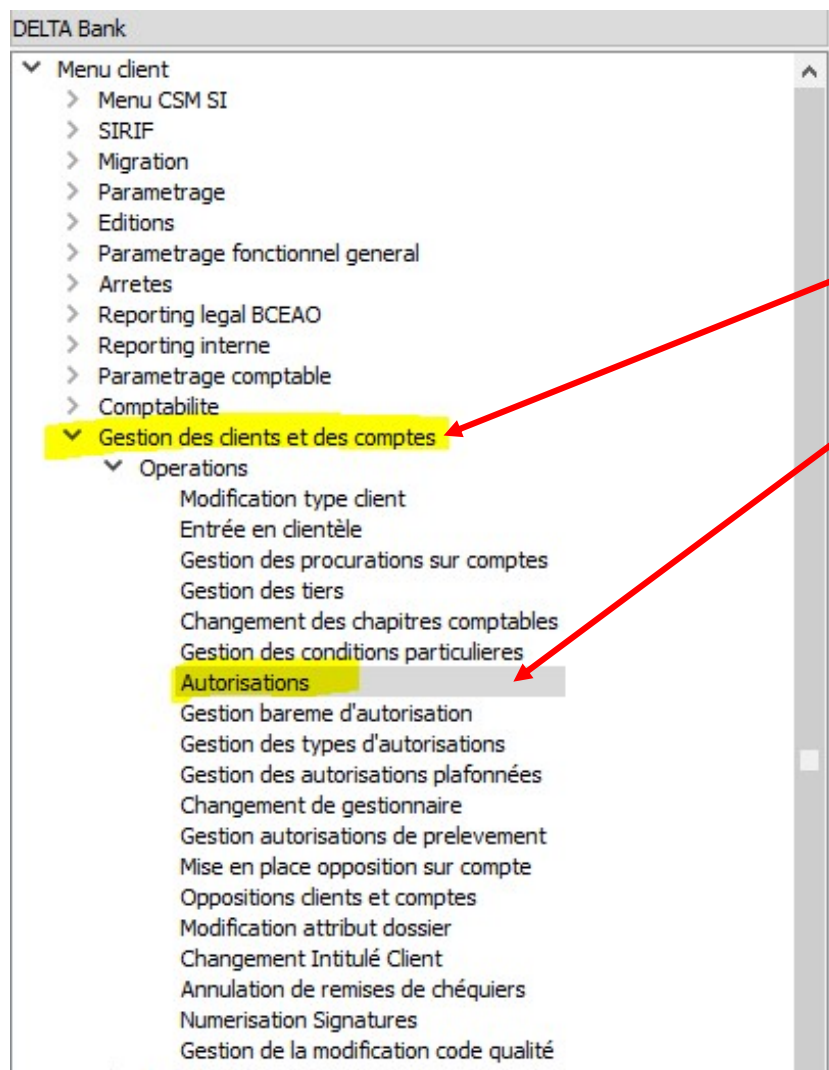 DELTA Bank
Menu client
Menu CSM SI
SIRIF
Migration
Parametrage
Editions
Parametrage fonctionnel general
Arretes
Reporting legal BCEAO
Reporting interne
Parametrage comptable
Comptabilite
Gestion des clients et des comptes
Operations
Modification type client
Entrée en clientèle
Gestion des procurations sur comptes
Gestion des tiers
Changement des chapitres comptables
Gestion des conditions particulieres
Autorisations
Gestion bareme d'autorisation
Gestion des types d'autorisations
Gestion des autorisations plafonnées
Changement de gestionnaire
Gestion autorisations de prelevement
Mise en place opposition sur compte
Oppositions clients et comptes
Modification attribut dossier
Changement Intitulé Client
Annulation de remises de chéquiers
Numerisation Signatures
Gestion de la modification code qualité